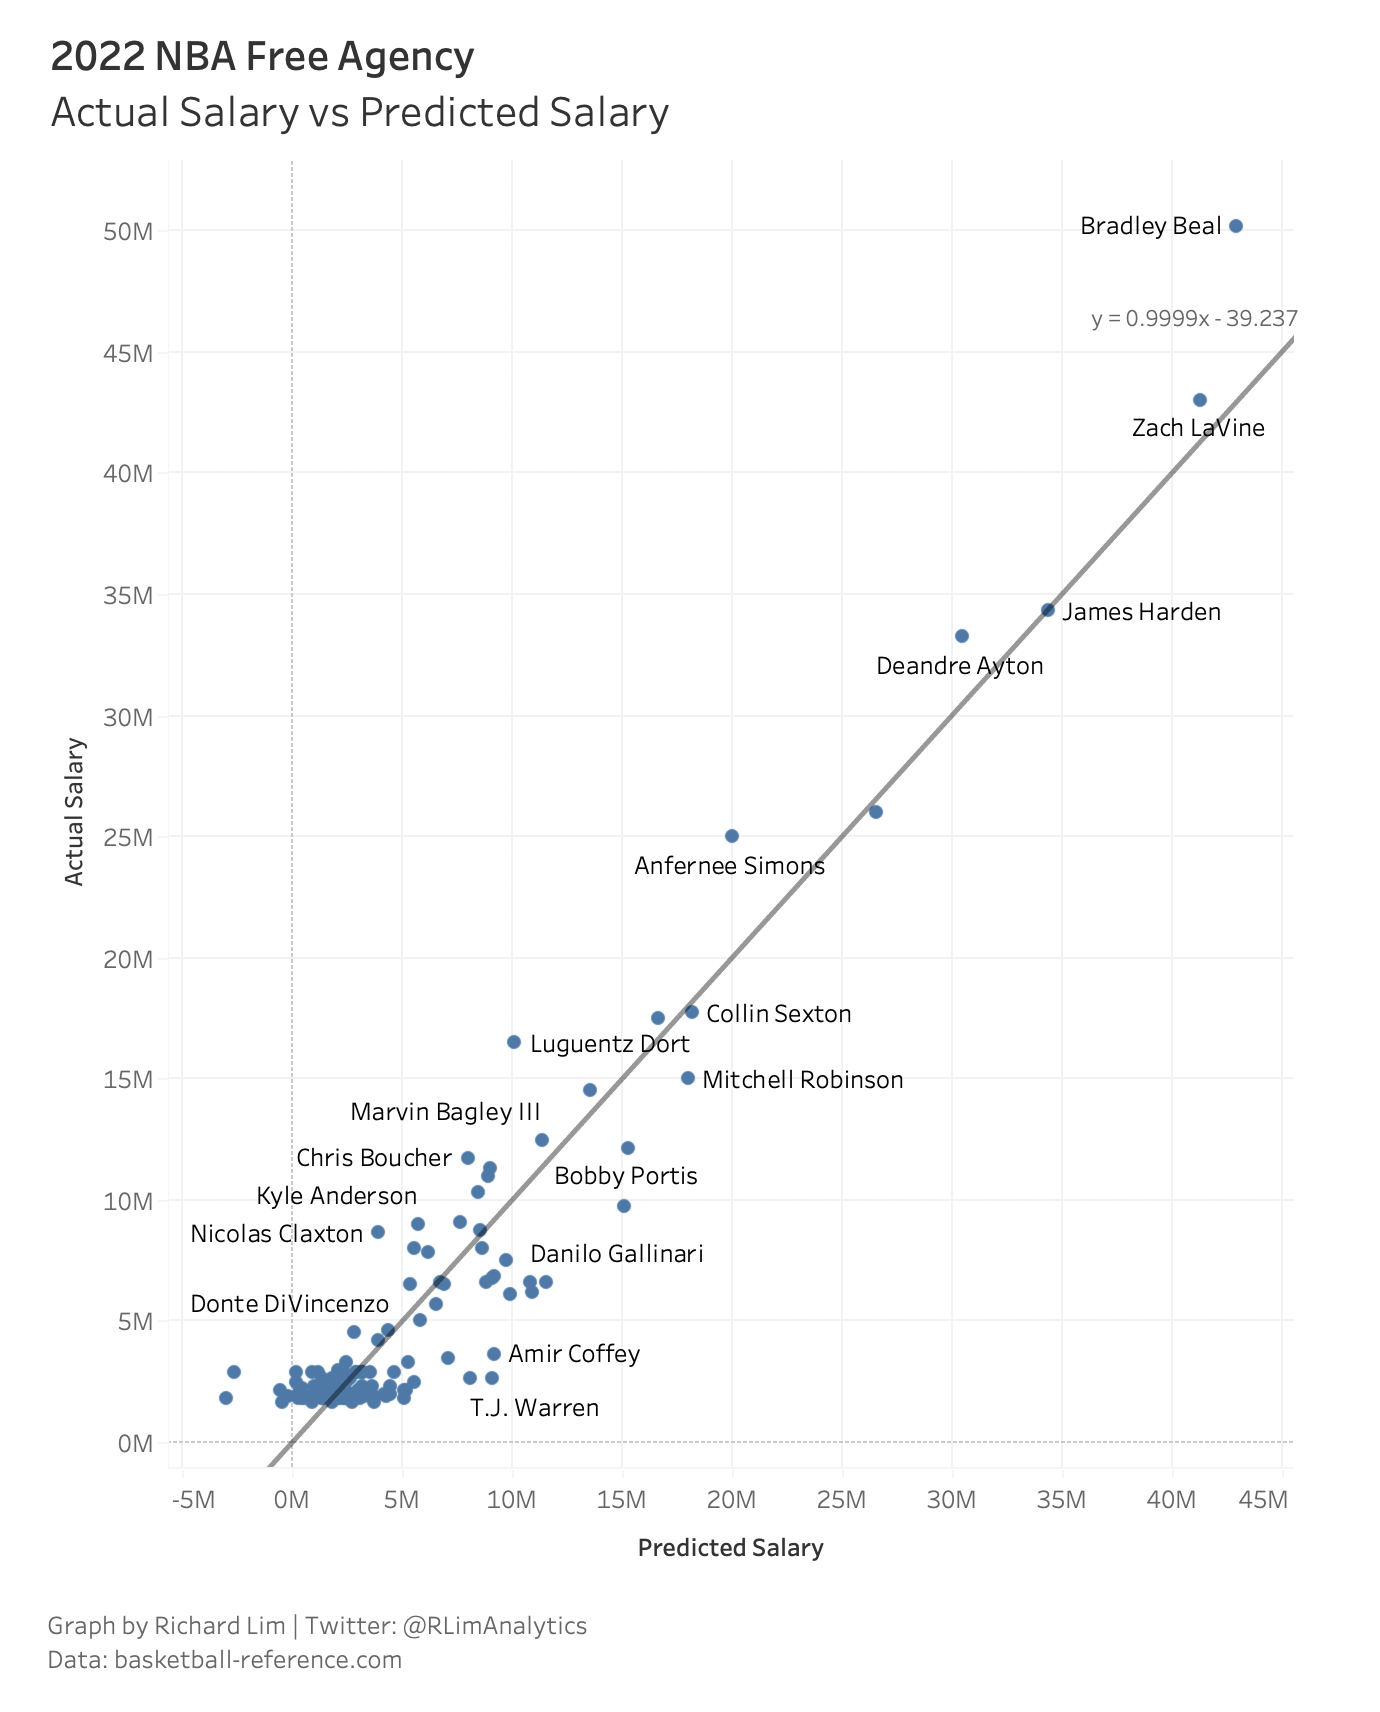 2022 NBA Free Agency
Actual Salary vs Predicted Salary
50M
Bradley Beal
y = 0.9999x - 39.237
45M
Zach LaVine
40M
35M
James Harden
Deandre Ayton
30M
Actual Salary
25M
Anfernee Simons
20M
Collin Sexton
Luguentz Dort
15M
Mitchell Robinson
Marvin Bagley III
Chris Boucher
Bobby Portis
Kyle Anderson
10M
Nicolas Claxton
Danilo Gallinari
Donte DiVincenzo
5M
Amir Coffey
T.J. Warren
0M
-5M 0M 5M 10M 15M 20M 25M 30M 35M 40M 45M
Predicted Salary
Graph by Richard Lim | Twitter: @RLimAnalytics
Data: basketball-reference.com